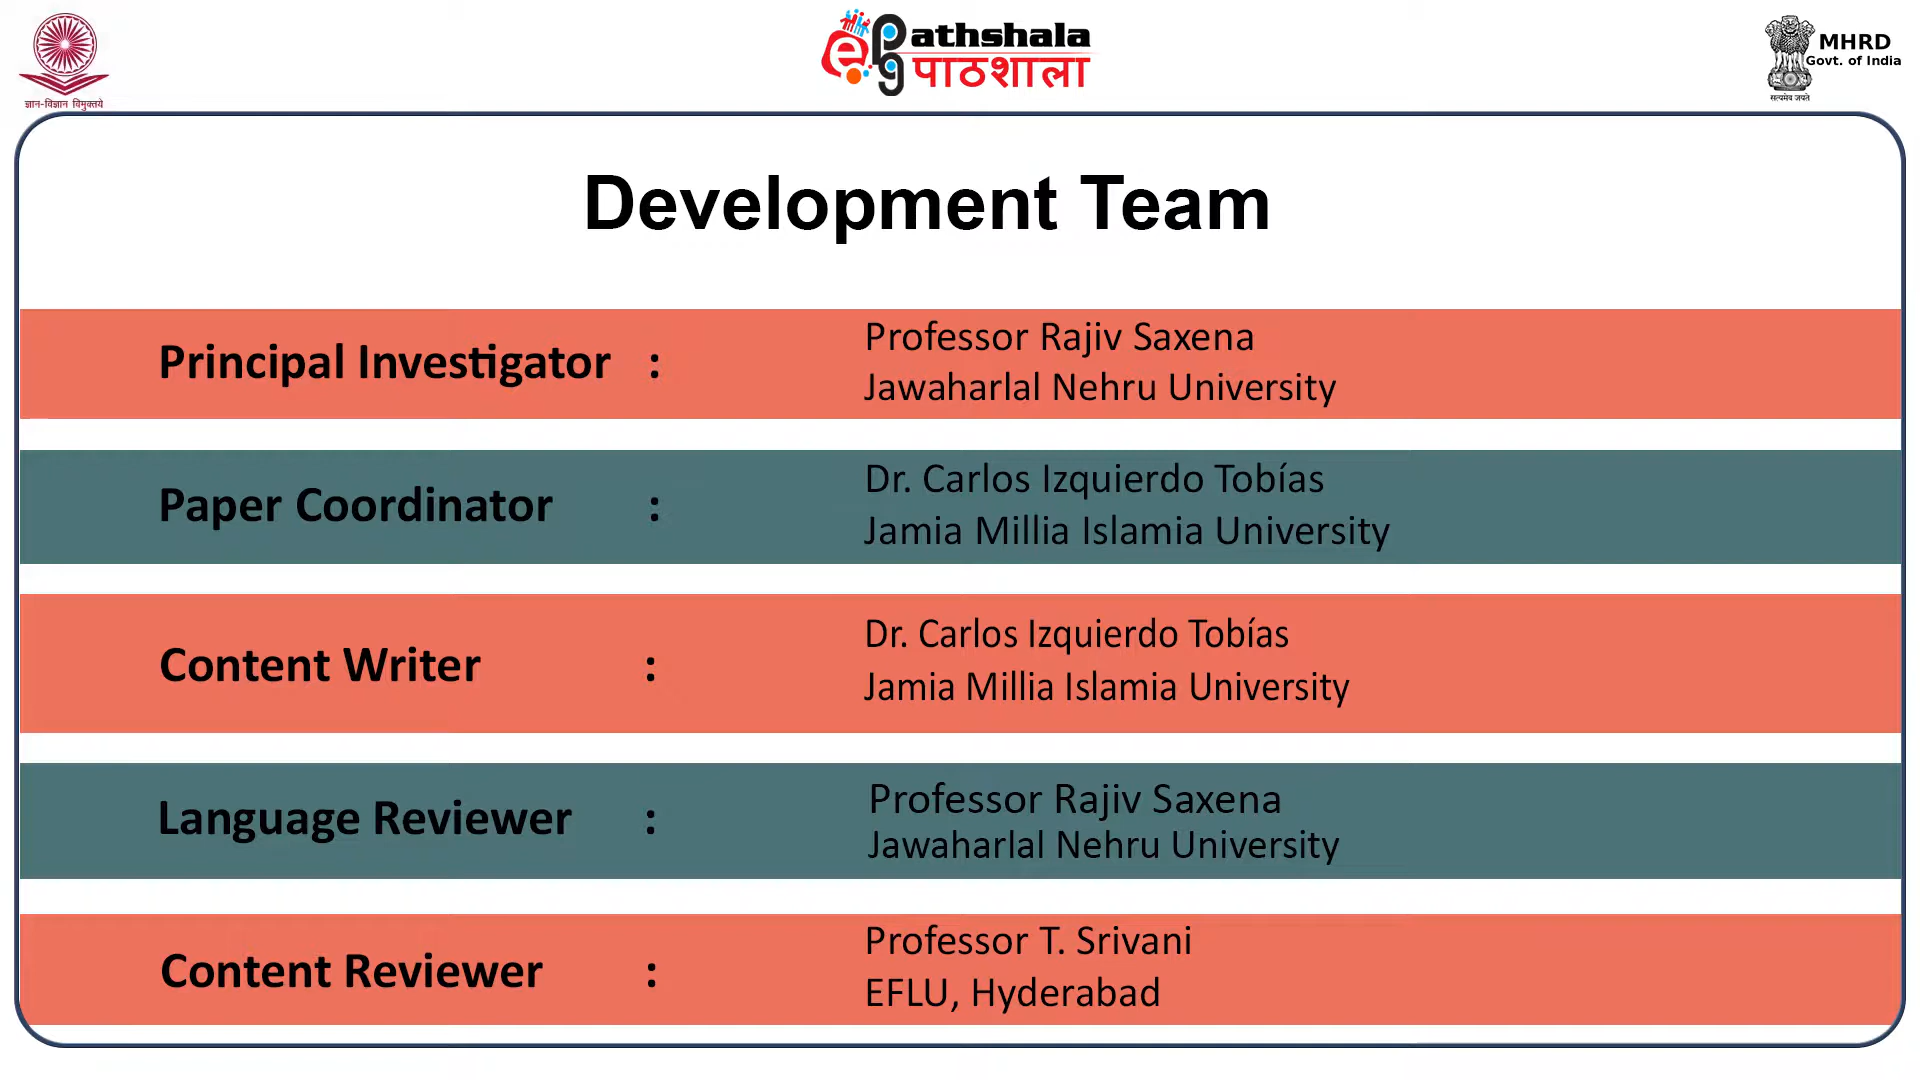 ज्ञान-विज्ञान विमुक्तये
e Pg athshala
पाठशाला
MHRD
Govt. of India
सत्यमेव जयते
Development Team
Principal Investigator :
Professor Rajiv Saxena
Jawaharlal Nehru University
Paper Coordinator :
Dr. Carlos Izquierdo Tobías
Jamia Millia Islamia University
Content Writer :
Dr. Carlos Izquierdo Tobías
Jamia Millia Islamia University
Language Reviewer :
Professor Rajiv Saxena
Jawaharlal Nehru University
Content Reviewer :
Professor T. Srivani
EFLU, Hyderabad